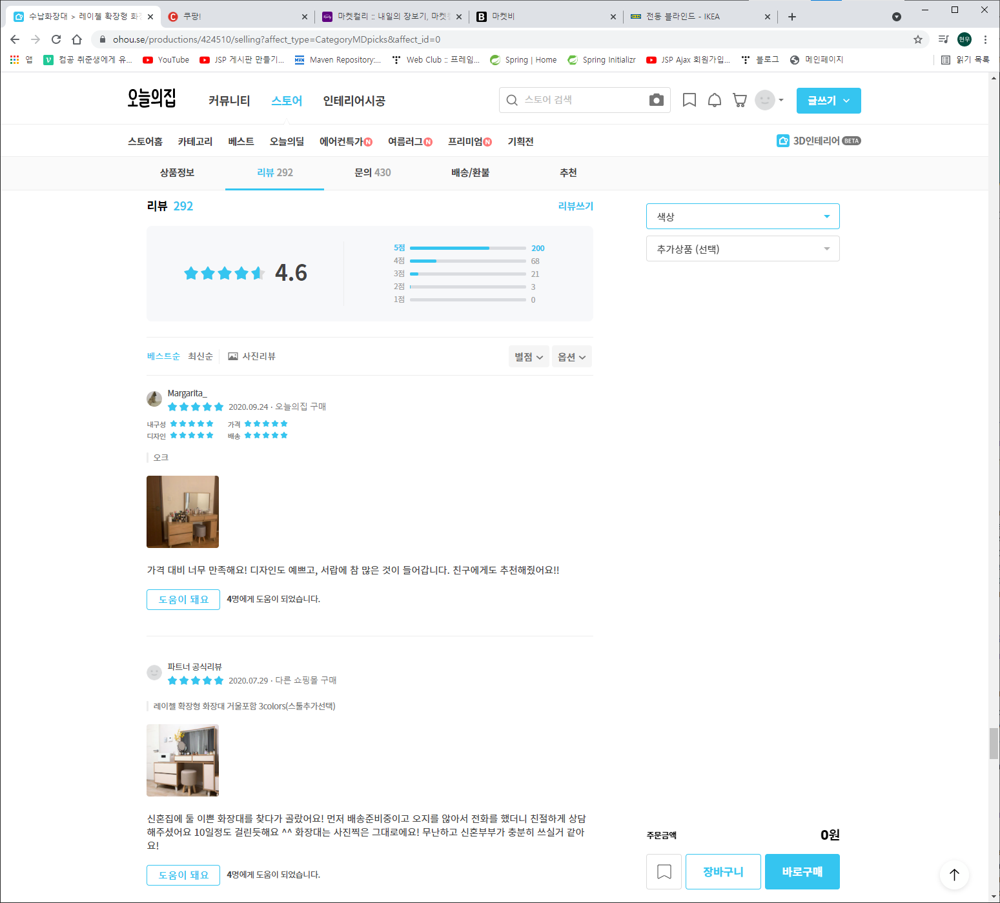 수납화장대 > 레이첼 확장형 화장
쿠팡!
마켓컬리 :: 내일의 장보기, 마켓컬
마켓비
전동 블라인드 - IKEA
ohou.se/productions/424510/selling?affect_type=CategoryMDpicks&affect_id=0
현우
앱
컴공 취준생에게 유...
YouTube
JSP 게시판 만들기...
Maven Repository:...
Web Club :: 프레임...
Spring | Home
Spring Initializr
JSP Ajax 회원가입...
블로그
메인페이지
읽기 목록
오늘의집
커뮤니티
스토어
인테리어시공
스토어 검색
글쓰기
스토어홈
카테고리
베스트
오늘의딜
에어컨특가 N
여름러그 N
프리미엄 N
기획전
3D인테리어 BETA
상품정보
리뷰 292
문의 430
배송/환불
추천
리뷰 292
리뷰쓰기
4.6
5점 200
4점 68
3점 21
2점 3
1점 0
색상
추가상품 (선택)
베스트순
최신순
사진리뷰
별점
옵션
Margarita_
2020.09.24 · 오늘의집 구매
내구성
가격
디자인
배송
오크
가격 대비 너무 만족해요! 디자인도 예쁘고, 서랍에 참 많은 것이 들어갑니다. 친구에게도 추천해줬어요!!
도움이 돼요
4명에게 도움이 되었습니다.
파트너 공식리뷰
2020.07.29 · 다른 쇼핑몰 구매
레이첼 확장형 화장대 거울포함 3colors(스툴추가선택)
신혼집에 둘 이쁜 화장대를 찾다가 골랐어요! 먼저 배송준비중이고 오지를 않아서 전화를 했더니 친절하게 상담
해주셨어요 10일정도 걸린듯해요 ^^ 화장대는 사진찍은 그대로에요! 무난하고 신혼부부가 충분히 쓰실거 같아
요!
도움이 돼요
4명에게 도움이 되었습니다.
주문금액
0원
장바구니
바로구매